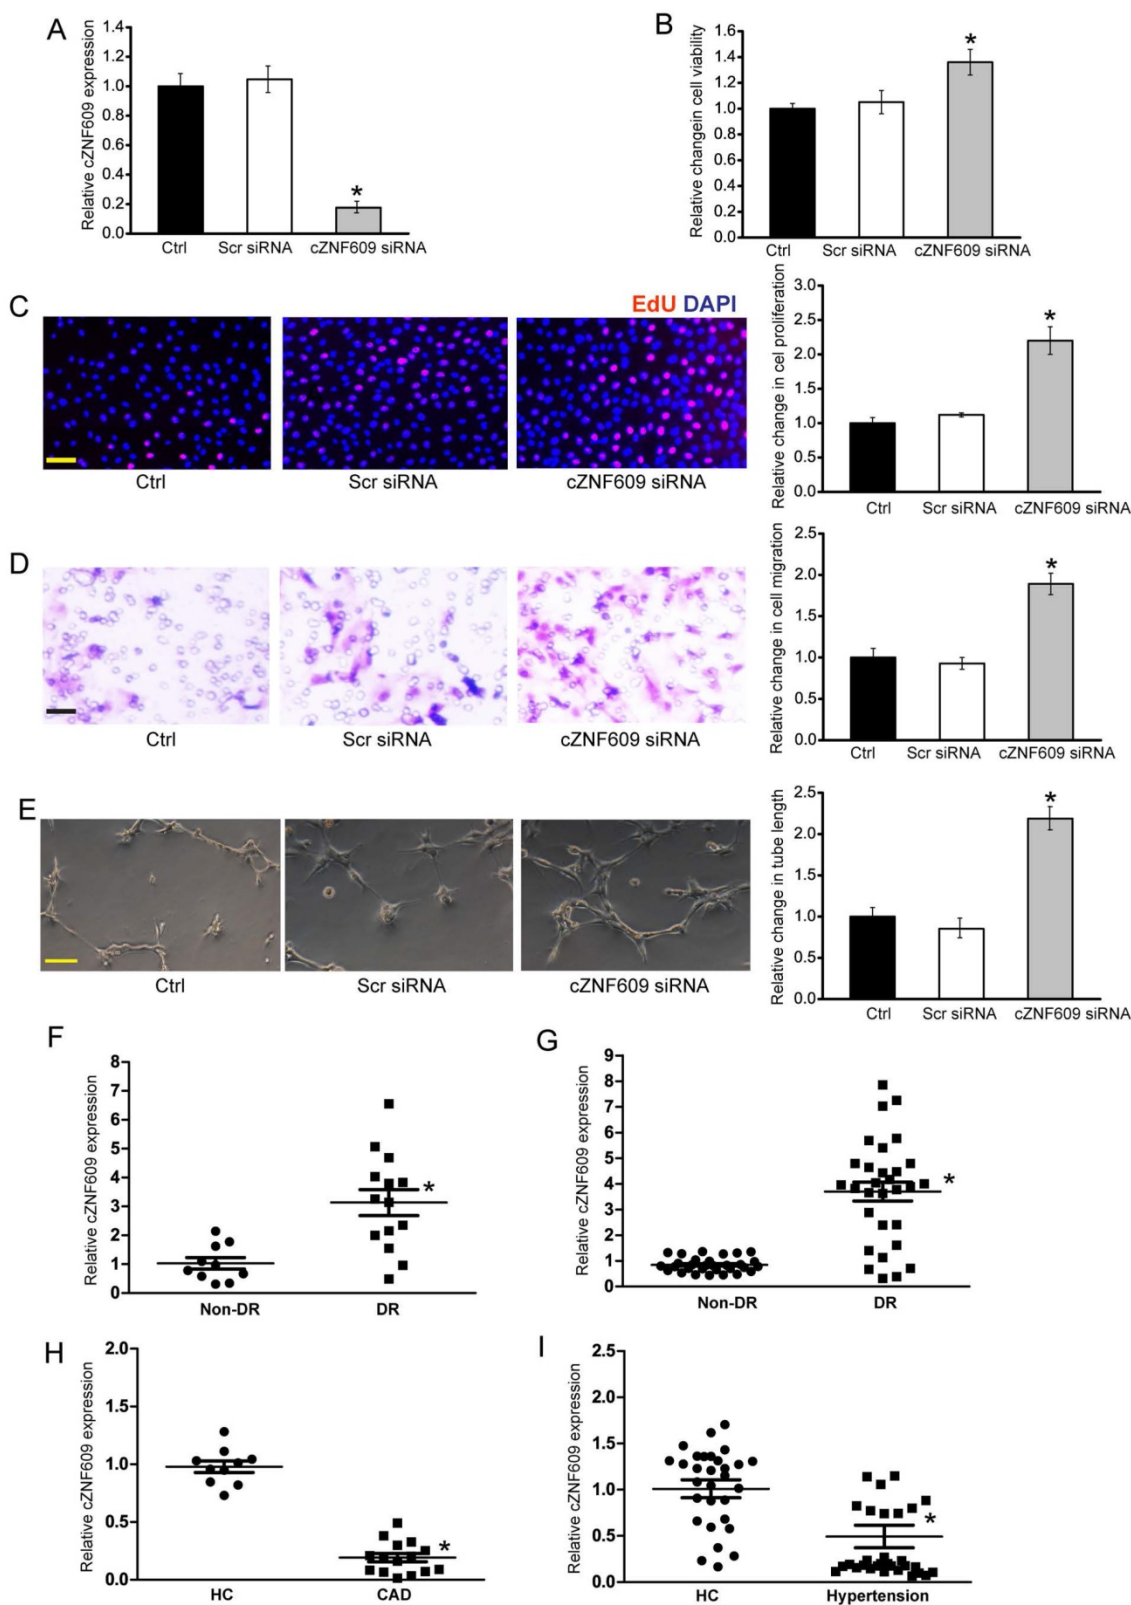 A
Relative cZNF609 expression
1.4
1.2
1.0
0.8
0.6
0.4
0.2
0.0
*
Ctrl Scr siRNA cZNF609 siRNA
B
Relative changein cell viability
1.6
1.4
1.2
1.0
0.8
0.6
0.4
0.2
0.0
*
Ctrl Scr siRNA cZNF609 siRNA
C
EdU DAPI
Ctrl Scr siRNA cZNF609 siRNA
Relative change in cel proliferation
3.0
2.5
2.0
1.5
1.0
0.5
0.0
*
Ctrl Scr siRNA cZNF609 siRNA
D
Ctrl Scr siRNA cZNF609 siRNA
Relative change in cell migration
2.5
2.0
1.5
1.0
0.5
0.0
*
Ctrl Scr siRNA cZNF609 siRNA
E
Ctrl Scr siRNA cZNF609 siRNA
Relative change in tube length
2.5
2.0
1.5
1.0
0.5
0.0
*
Ctrl Scr siRNA cZNF609 siRNA
F
Relative cZNF609 expression
8
7
6
5
4
3
2
1
0
*
Non-DR DR
G
Relative cZNF609 expression
9
8
7
6
5
4
3
2
1
0
*
Non-DR DR
H
Relative cZNF609 expression
2.0
1.5
1.0
0.5
0.0
*
HC CAD
I
Relative cZNF609 expression
2.5
2.0
1.5
1.0
0.5
0.0
*
HC Hypertension